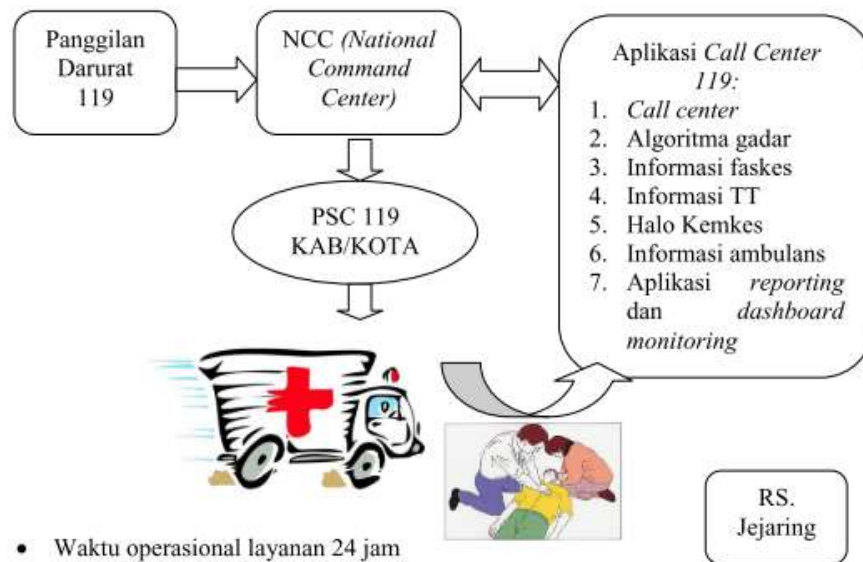 Panggilan
Darurat
119
NCC (National
Command
Center)
Aplikasi Call Center
119:
1. Call center
2. Algoritma gadar
3. Informasi faskes
4. Informasi TT
5. Halo Kemkes
6. Informasi ambulans
7. Aplikasi reporting
dan dashboard
monitoring
PSC 119
KAB/KOTA
RS.
Jejaring
• Waktu operasional layanan 24 jam